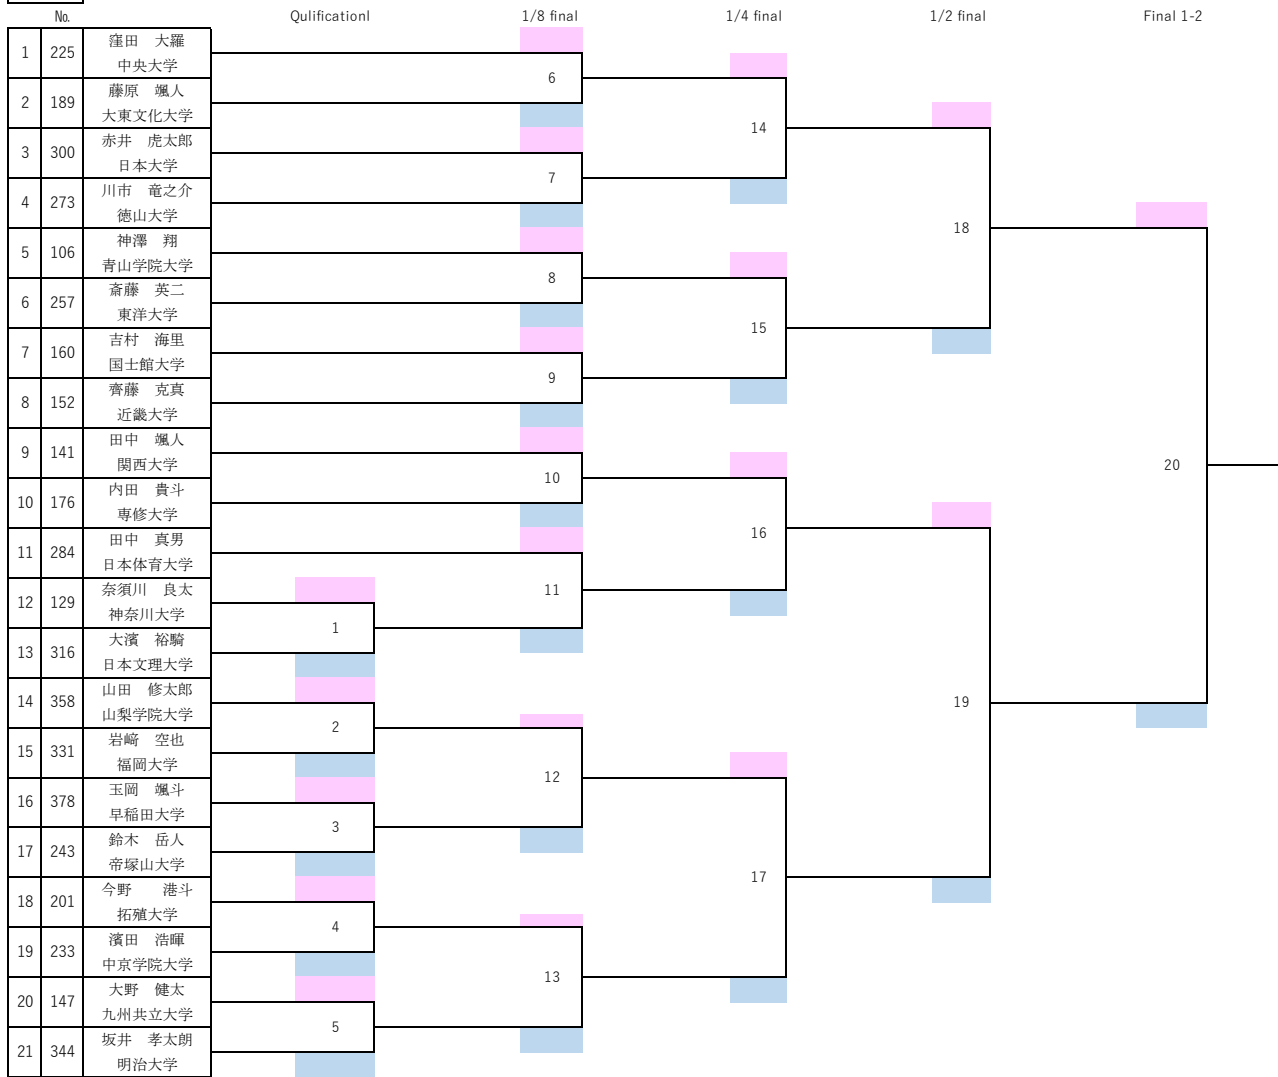 № Qulificationl 1/8 final 1/4 final 1/2 final Final 1-2
1 225 窪田　大羅
中央大学
6
2 189 藤原　颯人
大東文化大学
14
3 300 赤井　虎太郎
日本大学
7
4 273 川市　竜之介
徳山大学
18
5 106 神澤　翔
青山学院大学
8
6 257 斎藤　英二
東洋大学
15
7 160 吉村　海里
国士館大学
9
8 152 齊藤　克真
近畿大学
9 141 田中　颯人
関西大学
20
10
10 176 内田　貴斗
専修大学
16
11 284 田中　真男
日本体育大学
11
12 129 奈須川　良太
神奈川大学
1
13 316 大濱　裕騎
日本文理大学
14 358 山田　修太郎
山梨学院大学
19
2
15 331 岩﨑　空也
福岡大学
12
16 378 玉岡　颯斗
早稲田大学
3
17 243 鈴木　岳人
帝塚山大学
17
18 201 今野　　港斗
拓殖大学
4
19 233 濱田　浩暉
中京学院大学
13
20 147 大野　健太
九州共立大学
5
21 344 坂井　孝太朗
明治大学